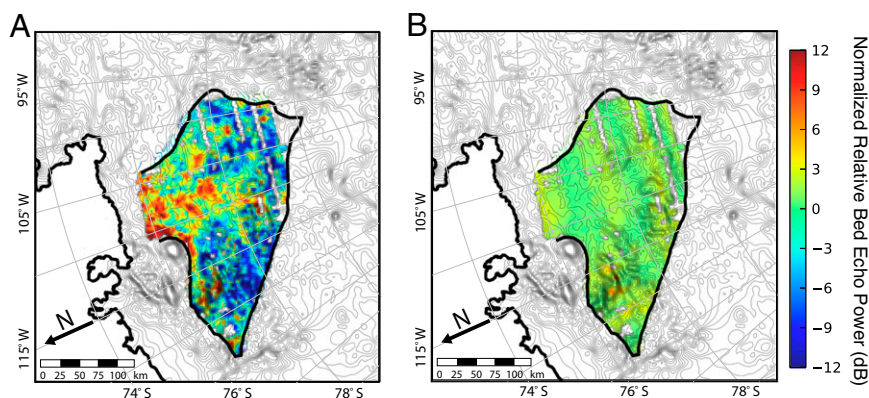 A
95°W
105°W
115°W
N
0 25 50 75 100 km
74°S
76°S
78°S
B
95°W
105°W
115°W
N
0 25 50 75 100 km
74°S
76°S
78°S
12
9
6
3
0
−3
−6
−9
−12
Normalized Relative Bed Echo Power (dB)